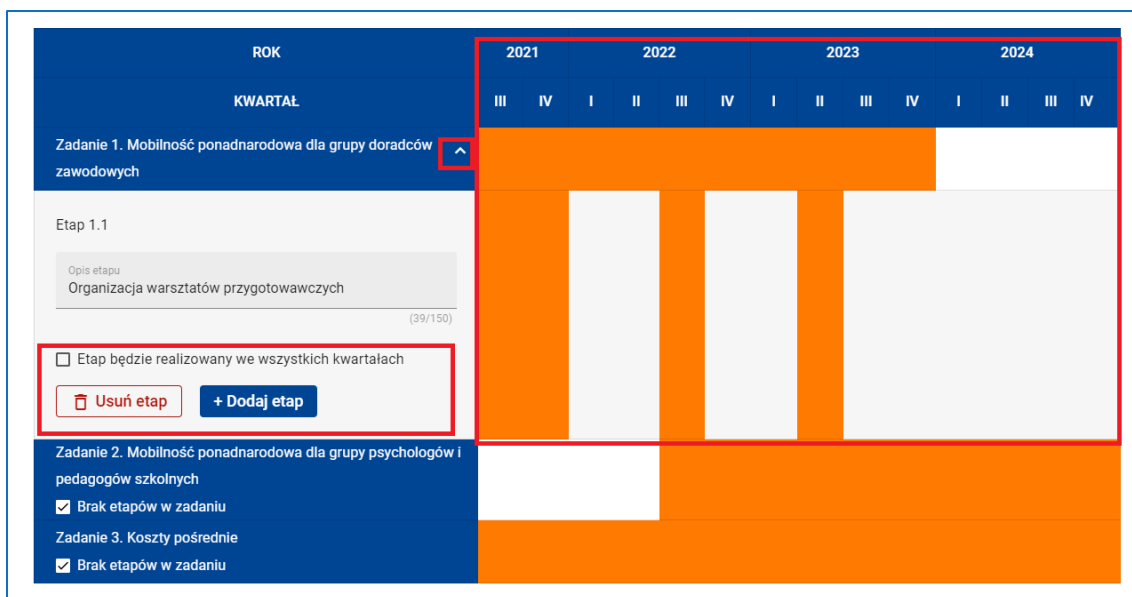 ROK 2021 2022 2023 2024
KWARTAŁ III IV I II III IV I II III IV I II III IV
Zadanie 1. Mobilność ponadnarodowa dla grupy doradców
zawodowych
Etap 1.1
Opis etapu
Organizacja warsztatów przygotowawczych
(39/150)
Etap będzie realizowany we wszystkich kwartałach
Usuń etap + Dodaj etap
Zadanie 2. Mobilność ponadnarodowa dla grupy psychologów i
pedagogów szkolnych
Brak etapów w zadaniu
Zadanie 3. Koszty pośrednie
Brak etapów w zadaniu